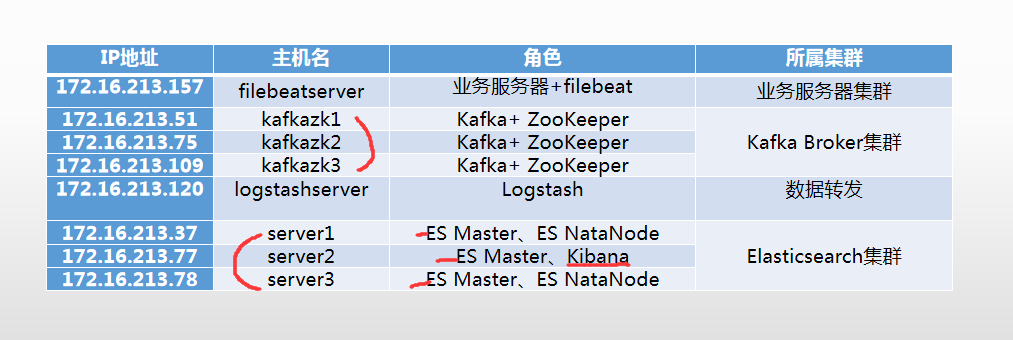 IP地址 主机名 角色 所属集群
172.16.213.157 filebeatserver 业务服务器+filebeat 业务服务器集群
172.16.213.51 kafkazk1 Kafka+ ZooKeeper
172.16.213.75 kafkazk2 Kafka+ ZooKeeper Kafka Broker集群
172.16.213.109 kafkazk3 Kafka+ ZooKeeper
172.16.213.120 logstashserver Logstash 数据转发
172.16.213.37 server1 ES Master、ES NataNode
172.16.213.77 server2 ES Master、Kibana Elasticsearch集群
172.16.213.78 server3 ES Master、ES NataNode